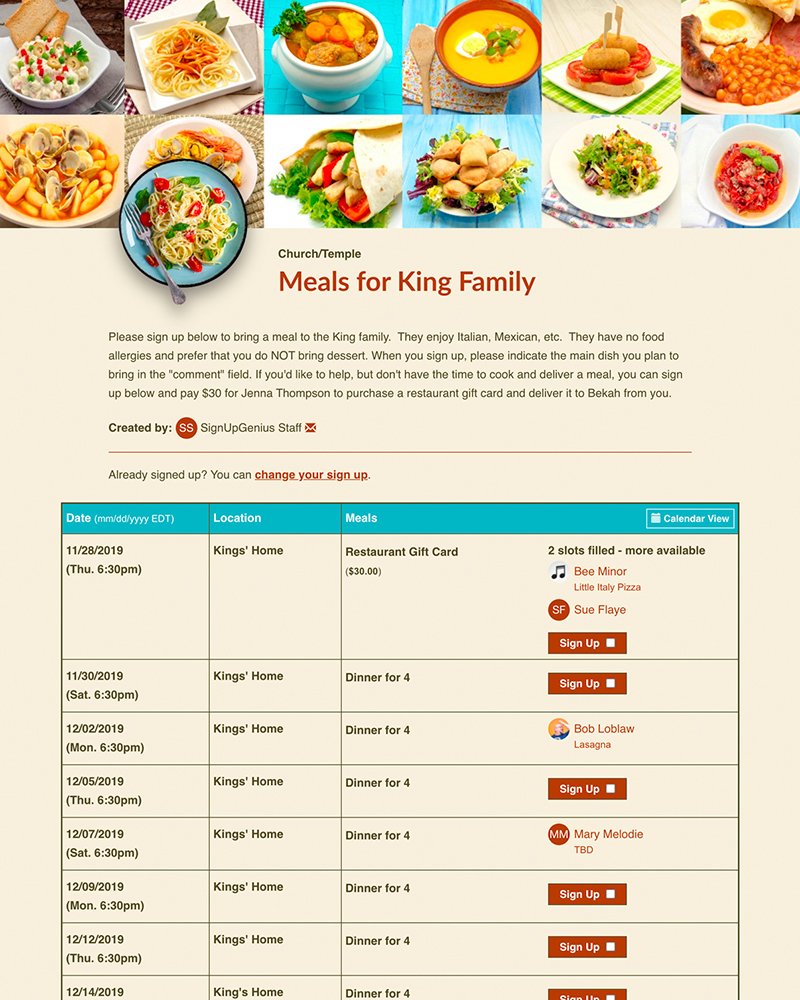 Church/Temple
Meals for King Family
Please sign up below to bring a meal to the King family.  They enjoy Italian, Mexican, etc.  They have no food
allergies and prefer that you do NOT bring dessert. When you sign up, please indicate the main dish you plan to
bring in the "comment" field. If you'd like to help, but don't have the time to cook and deliver a meal, you can sign
up below and pay $30 for Jenna Thompson to purchase a restaurant gift card and deliver it to Bekah from you.
Created by: SS SignUpGenius Staff
Already signed up? You can change your sign up.
Date (mm/dd/yyyy EDT) Location Meals Calendar View
11/28/2019 Kings' Home Restaurant Gift Card 2 slots filled - more available
(Thu. 6:30pm) ($30.00) Bee Minor
Little Italy Pizza
SF Sue Flaye
Sign Up
11/30/2019 Kings' Home Dinner for 4 Sign Up
(Sat. 6:30pm)
12/02/2019 Kings' Home Dinner for 4 Bob Loblaw
(Mon. 6:30pm) Lasagna
12/05/2019 Kings' Home Dinner for 4 Sign Up
(Thu. 6:30pm)
12/07/2019 Kings' Home Dinner for 4 MM Mary Melodie
(Sat. 6:30pm) TBD
12/09/2019 Kings' Home Dinner for 4 Sign Up
(Mon. 6:30pm)
12/12/2019 Kings' Home Dinner for 4 Sign Up
(Thu. 6:30pm)
12/14/2019 King's Home Dinner for 4 Sign Up